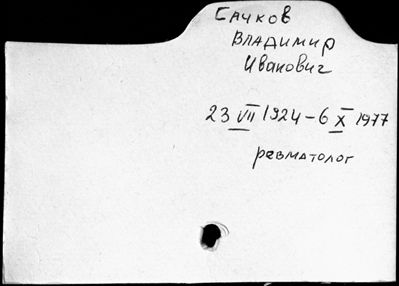 Сачков
Владимир
Иванович
23 VII 1924 – 6 X 1977
ревматолог